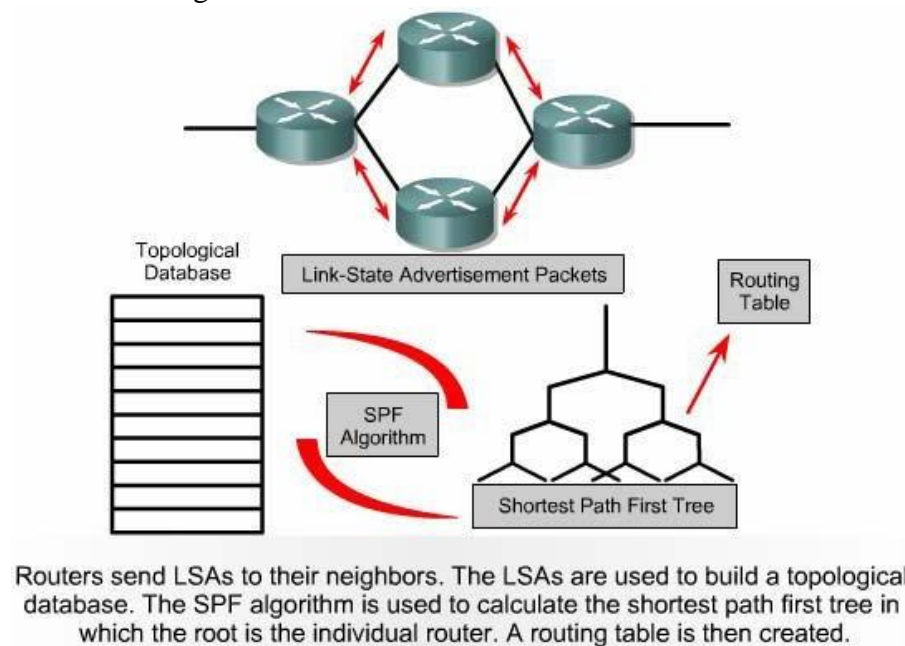 Topological
Database
Link-State Advertisement Packets
Routing
Table
SPF
Algorithm
Shortest Path First Tree
Routers send LSAs to their neighbors. The LSAs are used to build a topological
database. The SPF algorithm is used to calculate the shortest path first tree in
which the root is the individual router. A routing table is then created.